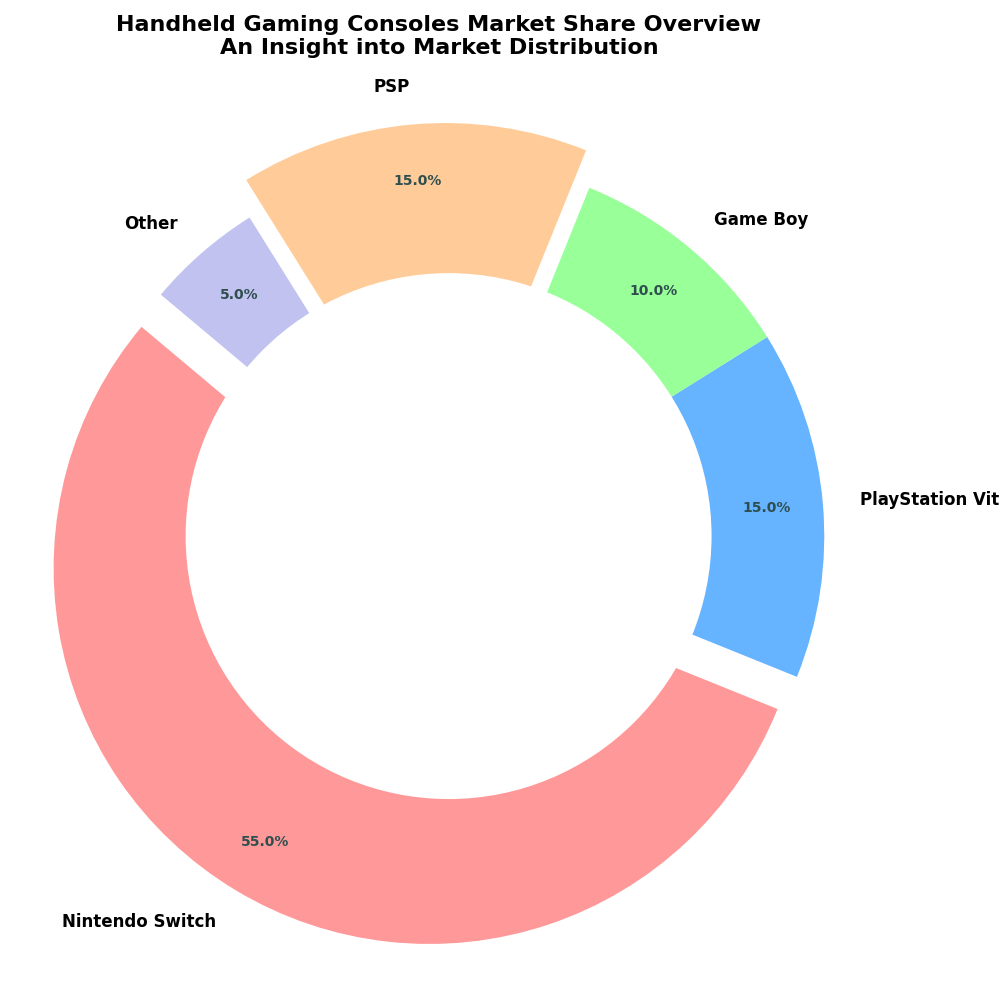 Handheld Gaming Consoles Market Share Overview
An Insight into Market Distribution
PSP
15.0%
Game Boy
10.0%
Other
5.0%
PlayStation Vit
15.0%
55.0%
Nintendo Switch